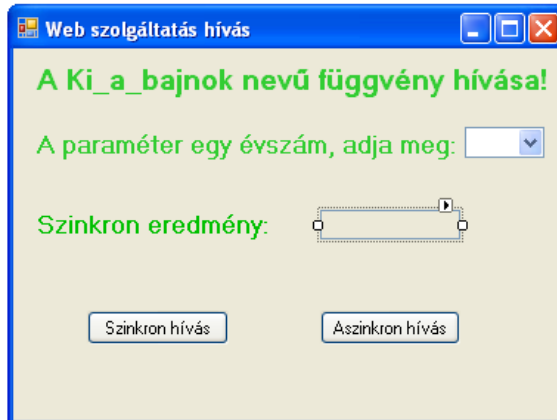 Web szolgáltatás hívás
A Ki_a_bajnok nevű függvény hívása!
A paraméter egy évszám, adja meg:
Szinkron eredmény:
Szinkron hívás
Aszinkron hívás